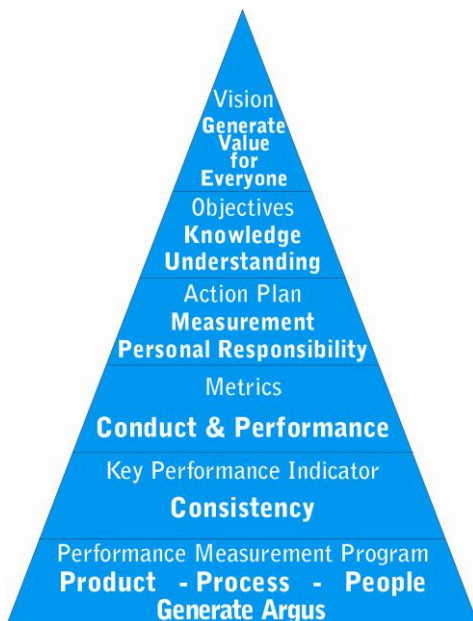 Vision
Generate
Value
for
Everyone
Objectives
Knowledge
Understanding
Action Plan
Measurement
Personal Responsibility
Metrics
Conduct & Performance
Key Performance Indicator
Consistency
Performance Measurement Program
Product - Process - People
Generate Argus